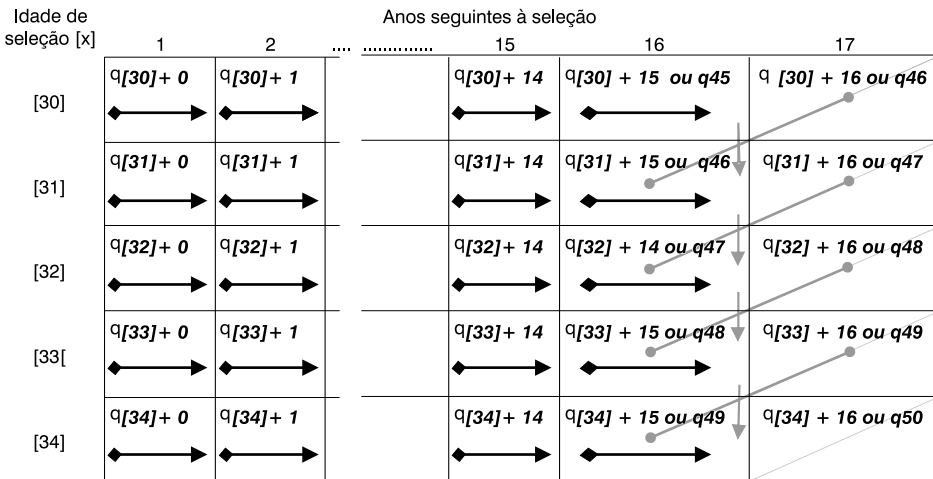 Idade de seleção [x]
Anos seguintes à seleção
1 2 .... .............. 15 16 17
[30] q[30]+ 0 q[30]+ 1 q[30]+ 14 q[30] + 15 ou q45 q [30] + 16 ou q46
[31] q[31]+ 0 q[31]+ 1 q[31]+ 14 q[31] + 15 ou q46 q[31] + 16 ou q47
[32] q[32]+ 0 q[32]+ 1 q[32]+ 14 q[32] + 14 ou q47 q[32] + 16 ou q48
[33[ q[33]+ 0 q[33]+ 1 q[33]+ 14 q[33] + 15 ou q48 q[33] + 16 ou q49
[34] q[34]+ 0 q[34]+ 1 q[34]+ 14 q[34] + 15 ou q49 q[34] + 16 ou q50